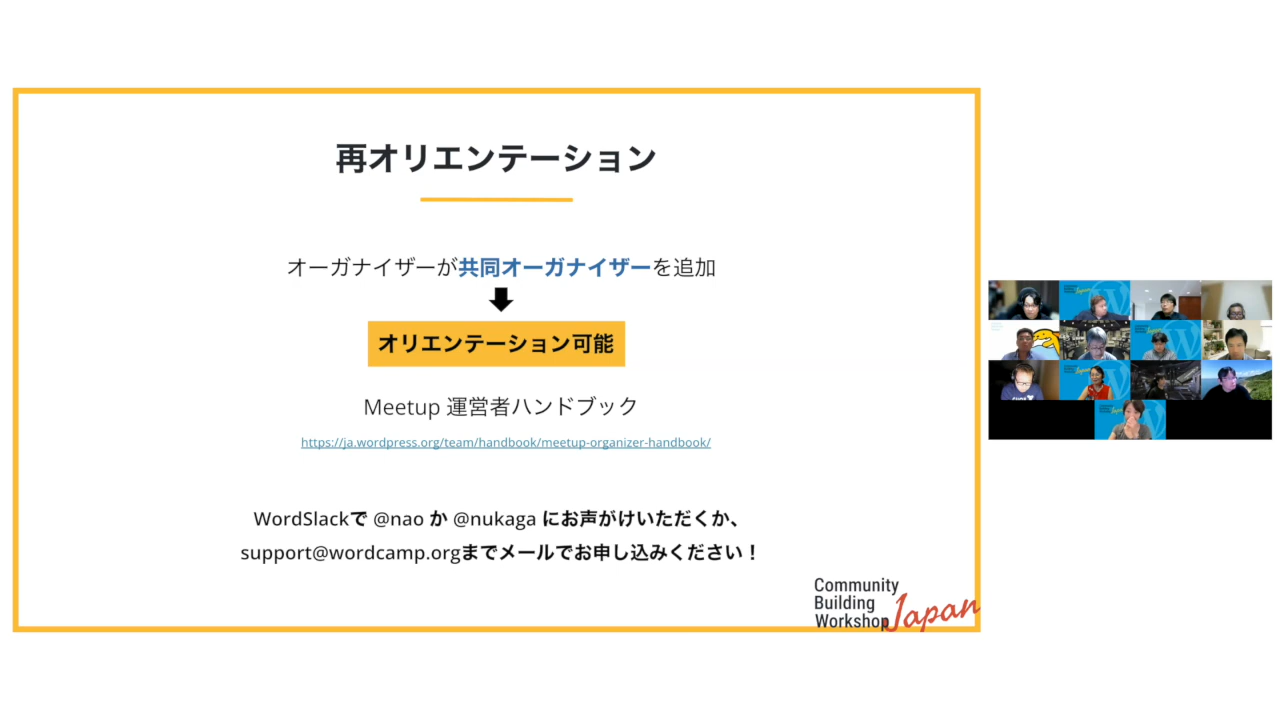 再オリエンテーション
オーガナイザーが共同オーガナイザーを追加
オリエンテーション可能
Meetup 運営者ハンドブック
https://ja.wordpress.org/team/handbook/meetup-organizer-handbook/
WordSlackで @nao か @nukaga にお声がけいただくか、
support@wordcamp.orgまでメールでお申し込みください！
Community
Building
Workshop Japan